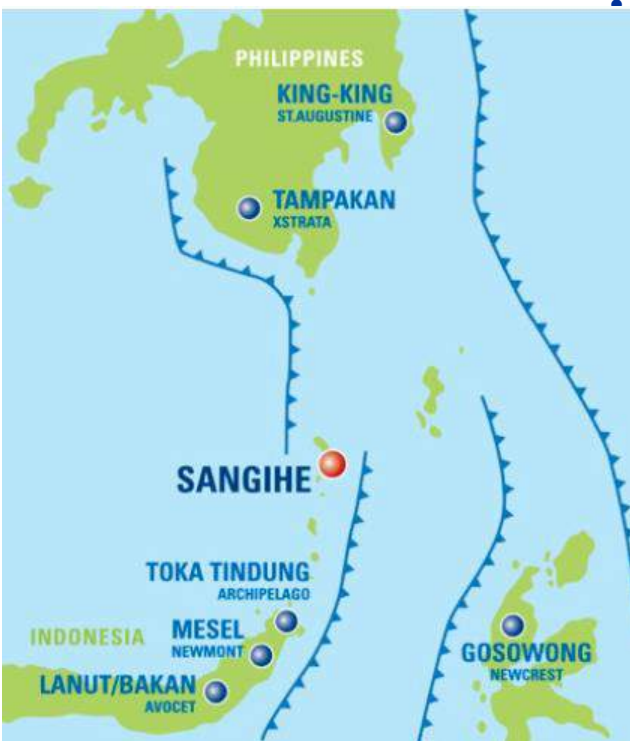 PHILIPPINES
KING-KING
ST.AUGUSTINE
TAMPAKAN
XSTRATA
SANGIHE
TOKA TINDUNG
ARCHIPELAGO
INDONESIA
MESEL
NEWMONT
GOSOWONG
NEWCREST
LANUT/BAKAN
AVOCET